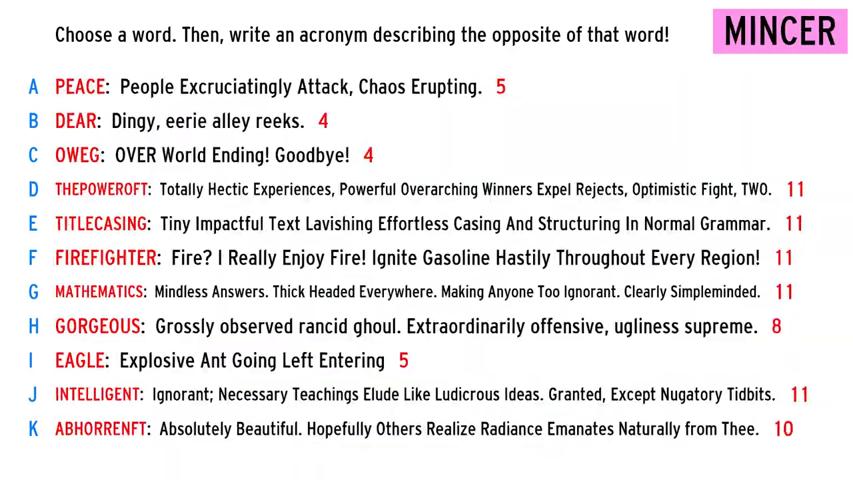 Choose a word. Then, write an acronym describing the opposite of that word!
MINCER
A PEACE: People Excruciatingly Attack, Chaos Erupting. 5
B DEAR: Dingy, eerie alley reeks. 4
C OWEG: OVER World Ending! Goodbye! 4
D THEPOWEROFT: Totally Hectic Experiences, Powerful Overarching Winners Expel Rejects, Optimistic Fight, TWO. 11
E TITLECASING: Tiny Impactful Text Lavishing Effortless Casing And Structuring In Normal Grammar. 11
F FIREFIGHTER: Fire? I Really Enjoy Fire! Ignite Gasoline Hastily Throughout Every Region! 11
G MATHEMATICS: Mindless Answers. Thick Headed Everywhere. Making Anyone Too Ignorant. Clearly Simpleminded. 11
H GORGEOUS: Grossly observed rancid ghoul. Extraordinarily offensive, ugliness supreme. 8
I EAGLE: Explosive Ant Going Left Entering 5
J INTELLIGENT: Ignorant; Necessary Teachings Elude Like Ludicrous Ideas. Granted, Except Nugatory Tidbits. 11
K ABHORRENFT: Absolutely Beautiful. Hopefully Others Realize Radiance Emanates Naturally from Thee. 10